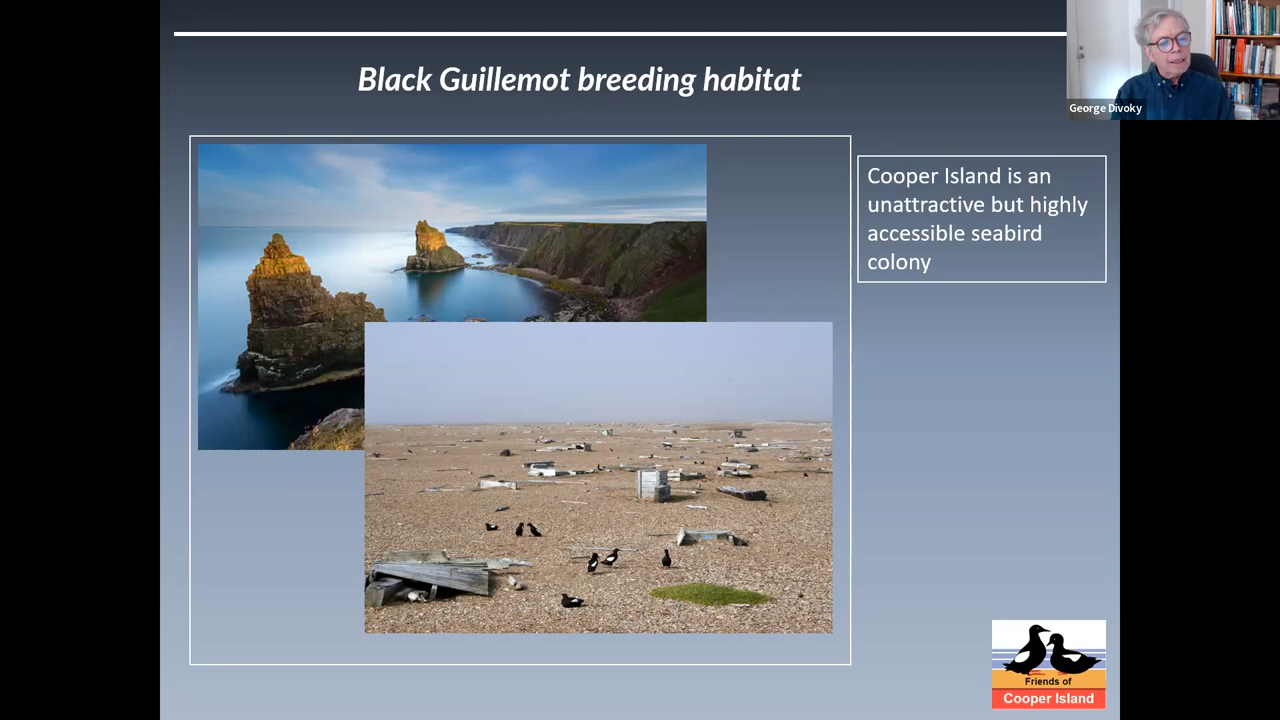 Black Guillemot breeding habitat
George Divoky
Cooper Island is an
unattractive but highly
accessible seabird
colony
Friends of
Cooper Island